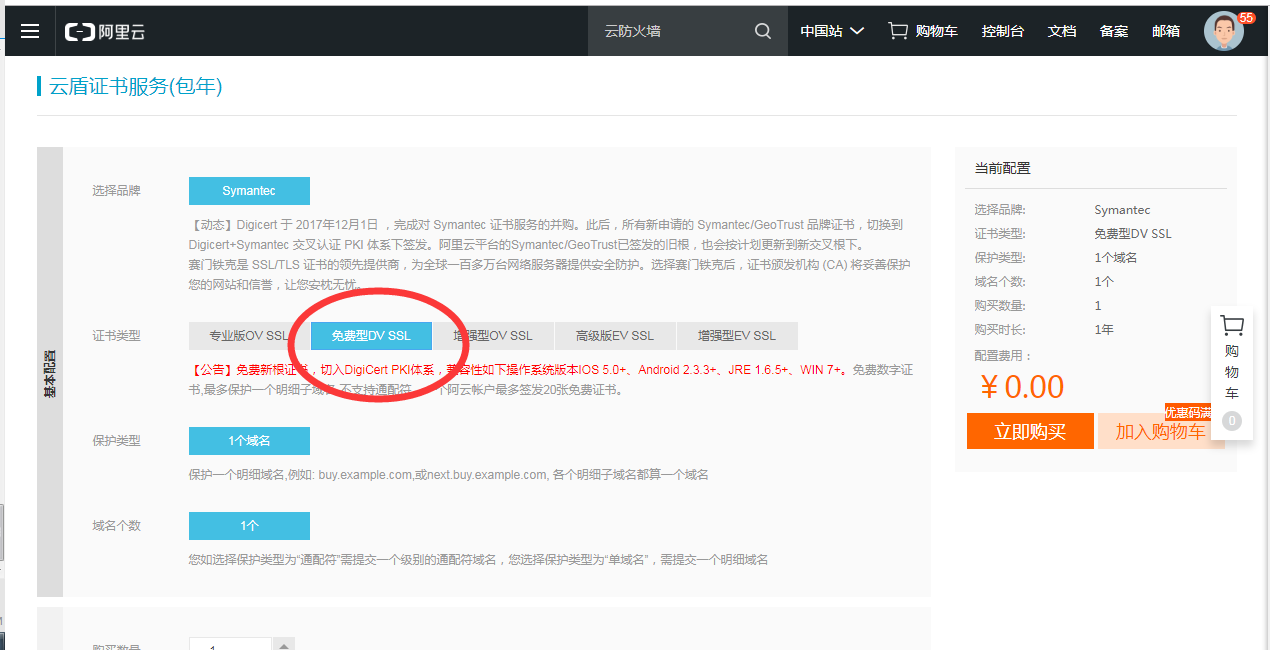 阿里云
云防火墙
中国站
购物车
控制台
文档
备案
邮箱
55
云盾证书服务(包年)
基本配置
选择品牌
Symantec
【动态】Digicert 于 2017年12月1日 ，完成对 Symantec 证书服务的并购。此后，所有新申请的 Symantec/GeoTrust 品牌证书，切换到
Digicert+Symantec 交叉认证 PKI 体系下签发。阿里云平台的Symantec/GeoTrust已签发的旧根，也会按计划更新到新交叉根下。
赛门铁克是 SSL/TLS 证书的领先提供商，为全球一百多万台网络服务器提供安全防护。选择赛门铁克后，证书颁发机构 (CA) 将妥善保护
您的网站和信誉，让您安枕无忧。
证书类型
专业版OV SSL
免费型DV SSL
增强型OV SSL
高级版EV SSL
增强型EV SSL
【公告】免费新根证书，切入DigiCert PKI体系，兼容性如下操作系统版本IOS 5.0+、Android 2.3.3+、JRE 1.6.5+、WIN 7+。免费数字证
书,最多保护一个明细子域名,不支持通配符，一个阿云帐户最多签发20张免费证书。
保护类型
1个域名
保护一个明细域名,例如: buy.example.com,或next.buy.example.com, 各个明细子域名都算一个域名
域名个数
1个
您如选择保护类型为“通配符”需提交一个级别的通配符域名，您选择保护类型为“单域名”，需提交一个明细域名
购买数量
1
当前配置
选择品牌:
Symantec
证书类型:
免费型DV SSL
保护类型:
1个域名
域名个数:
1个
购买数量:
1
购买时长:
1年
配置费用：
¥ 0.00
立即购买
优惠码满
加入购物车
购
物
车
0